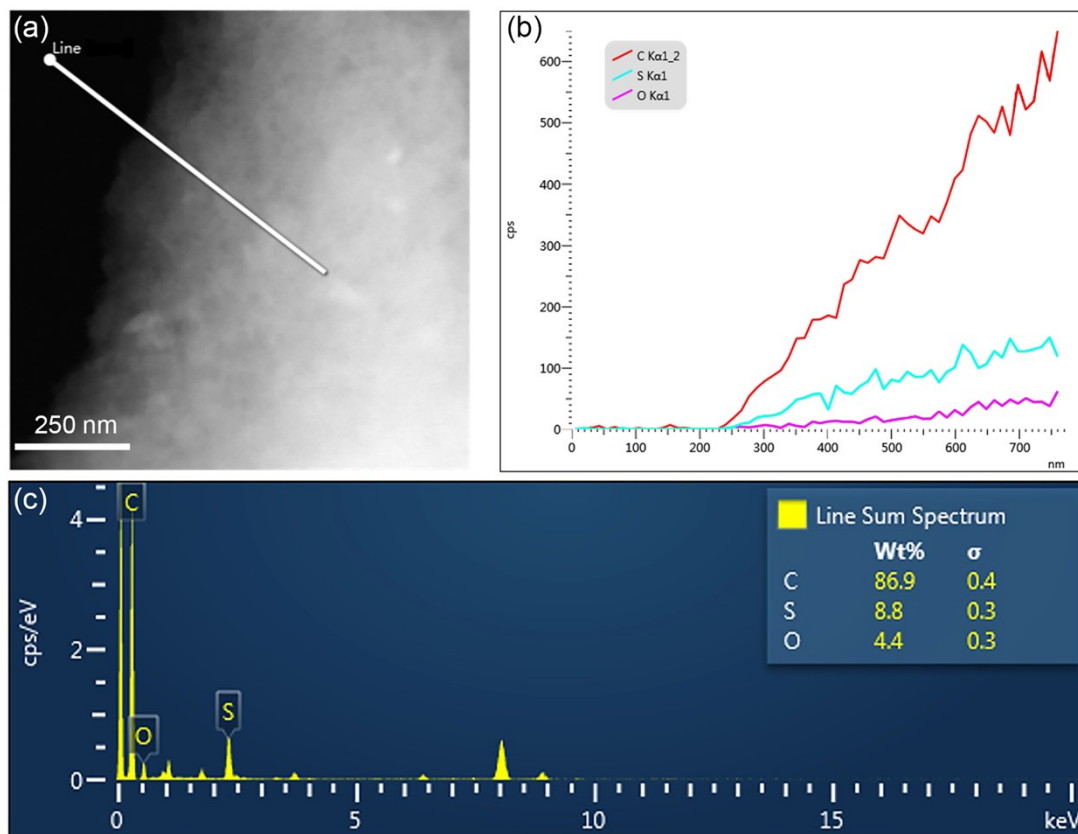 (a)
Line
250 nm
(b)
C Kα1_2
S Kα1
O Kα1
600
500
400
300
200
100
0
cps
0 100 200 300 400 500 600 700
nm
(c)
C
O
S
4
2
0
cps/eV
0 5 10 15 keV
Line Sum Spectrum
Wt% σ
C 86.9 0.4
S 8.8 0.3
O 4.4 0.3